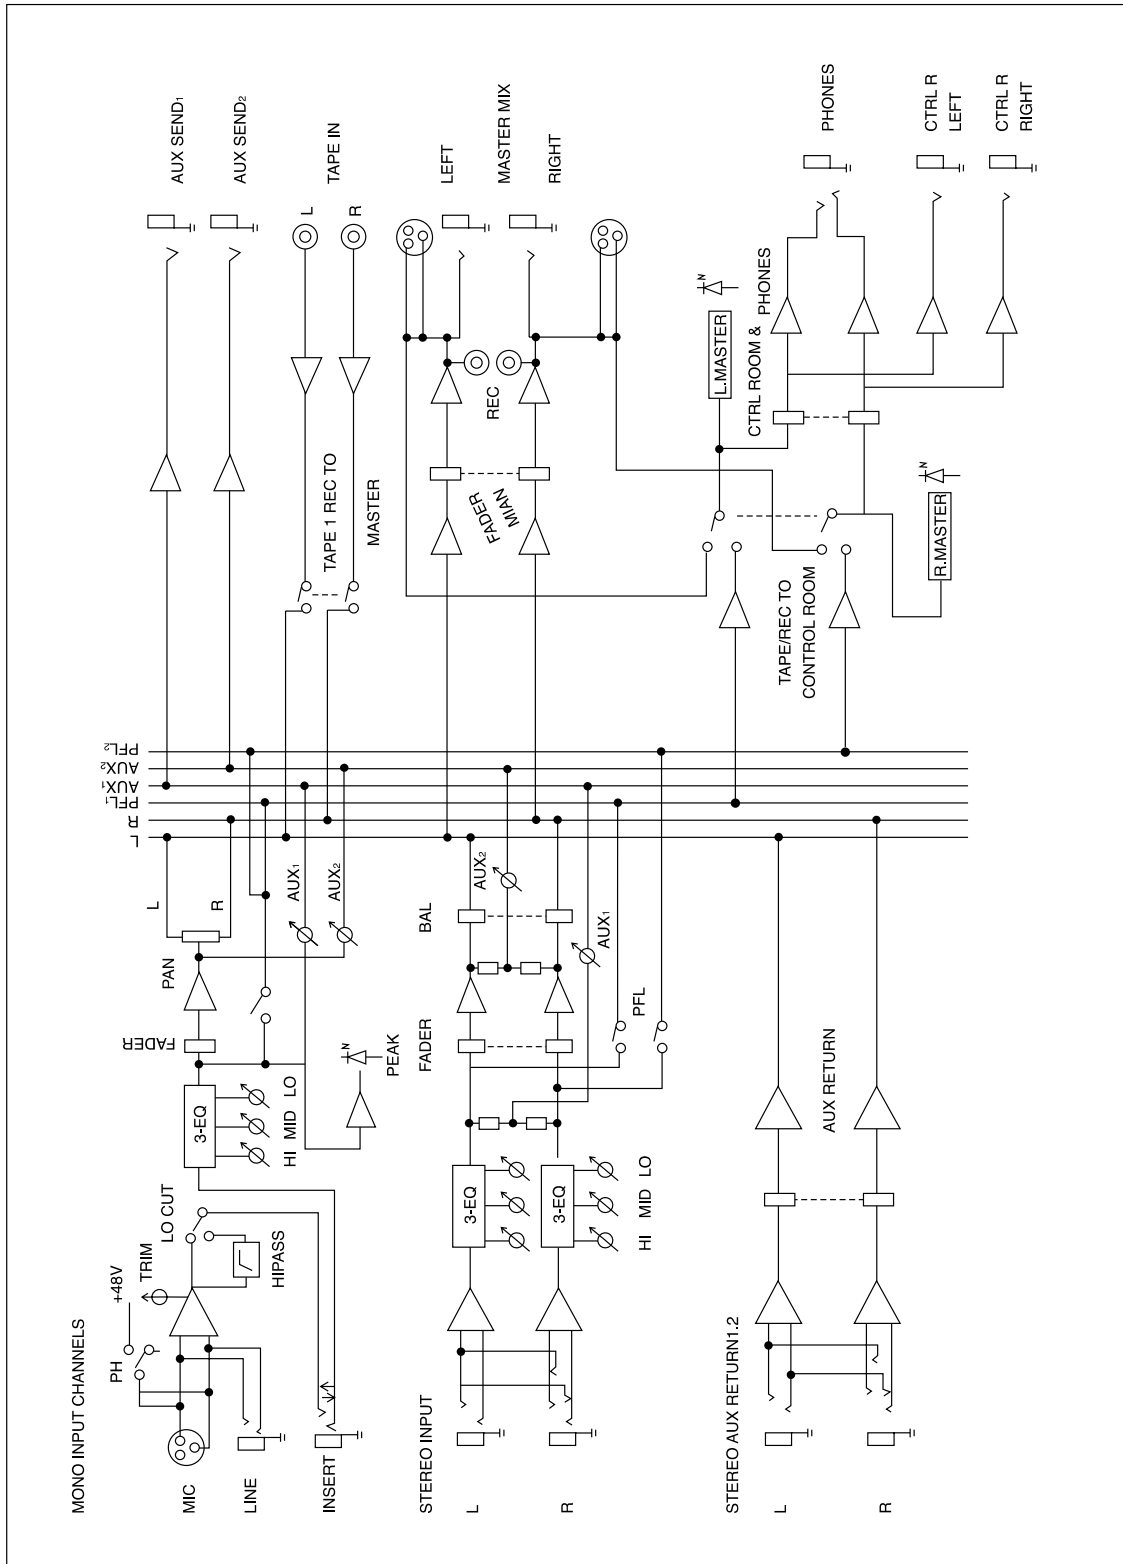 MONO INPUT CHANNELS
MIC
LINE
INSERT
PH
+48V
TRIM
LO CUT
HIPASS
3-EQ
HI MID LO
FADER
PAN
L
R
PEAK
AUX1
AUX2
STEREO INPUT
L
R
3-EQ
3-EQ
HI MID LO
FADER
PFL
BAL
AUX1
AUX2
STEREO AUX RETURN1.2
L
R
AUX RETURN
L
R
PFL1
AUX1
AUX2
PFL2
TAPE 1 REC TO
MASTER
FADER
MIAN
REC
TAPE/REC TO
CONTROL ROOM
L.MASTER
R.MASTER
N
N
N
CTRL ROOM &
PHONES
AUX SEND1
AUX SEND2
TAPE IN
L
R
LEFT
MASTER MIX
RIGHT
PHONES
CTRL R
LEFT
CTRL R
RIGHT